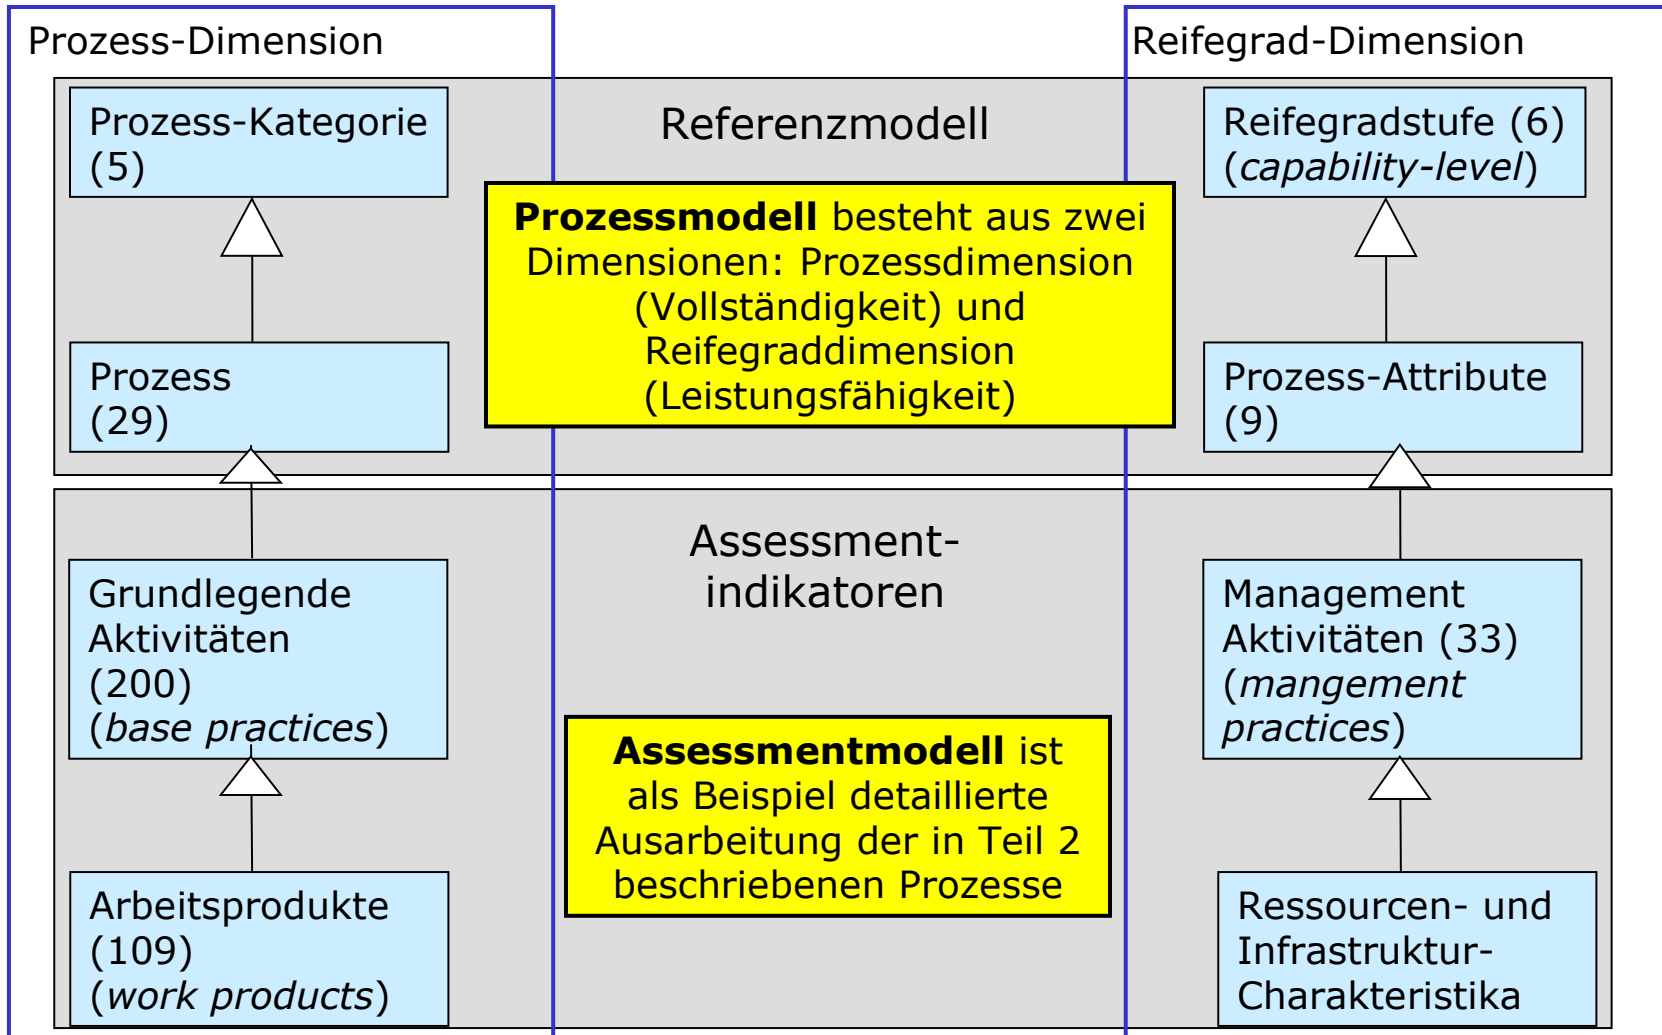 Prozess-Dimension
Reifegrad-Dimension
Prozess-Kategorie
(5)
Referenzmodell
Reifegradstufe (6)
(capability-level)
Prozessmodell besteht aus zwei
Dimensionen: Prozessdimension
(Vollständigkeit) und
Reifegraddimension
(Leistungsfähigkeit)
Prozess
(29)
Prozess-Attribute
(9)
Assessment-
indikatoren
Grundlegende
Aktivitäten
(200)
(base practices)
Management
Aktivitäten (33)
(mangement
practices)
Assessmentmodell ist
als Beispiel detaillierte
Ausarbeitung der in Teil 2
beschriebenen Prozesse
Arbeitsprodukte
(109)
(work products)
Ressourcen- und
Infrastruktur-
Charakteristika